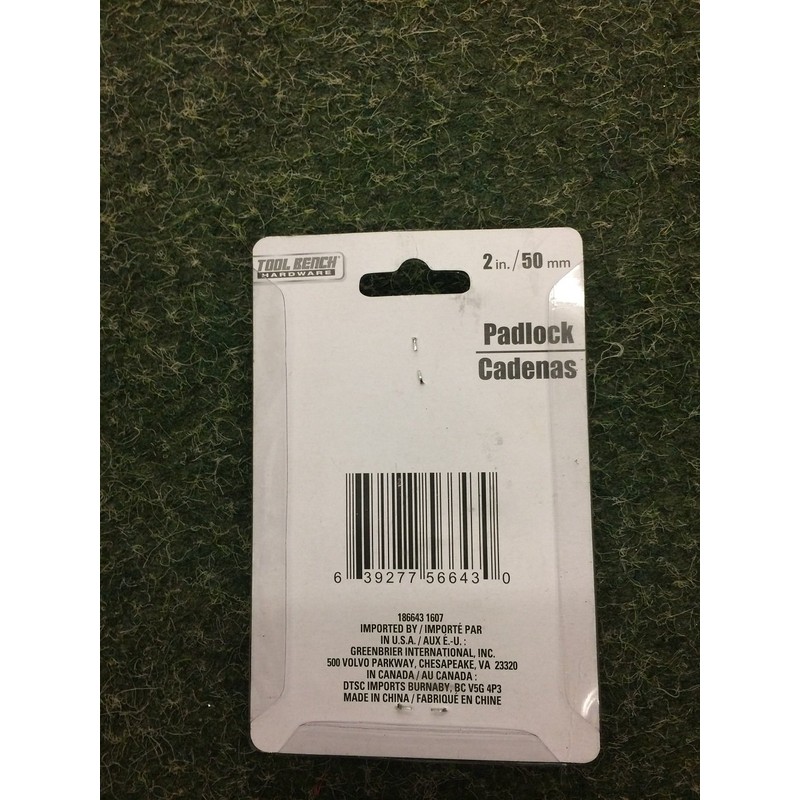 TOOL BENCH
HARDWARE
2 in./50 mm
Padlock
Cadenas
6 39277 56643 0
186643 1607
IMPORTED BY / IMPORTÉ PAR
IN U.S.A. / AUX É.-U. :
GREENBRIER INTERNATIONAL, INC.
500 VOLVO PARKWAY, CHESAPEAKE, VA 23320
IN CANADA / AU CANADA :
DTSC IMPORTS BURNABY, BC V5G 4P3
MADE IN CHINA / FABRIQUÉ EN CHINE